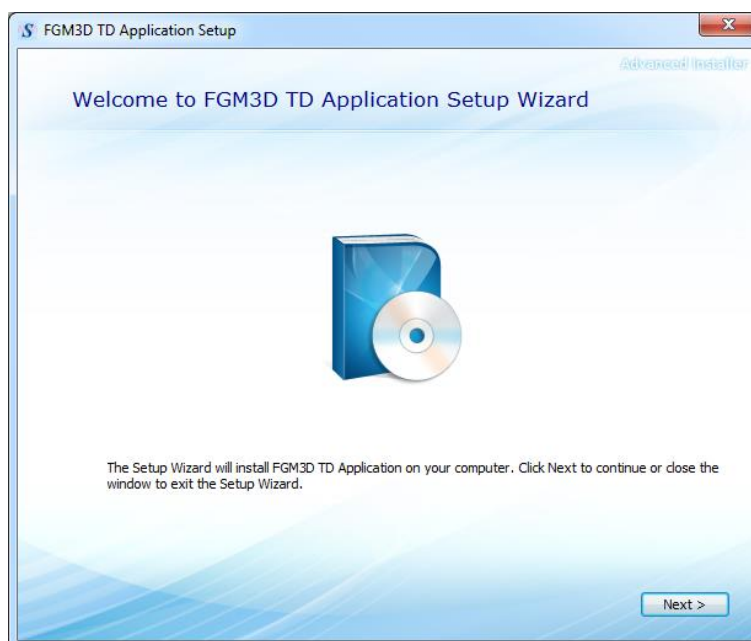 S FGM3D TD Application Setup
Advanced Installer
Welcome to FGM3D TD Application Setup Wizard
The Setup Wizard will install FGM3D TD Application on your computer. Click Next to continue or close the
window to exit the Setup Wizard.
Next >